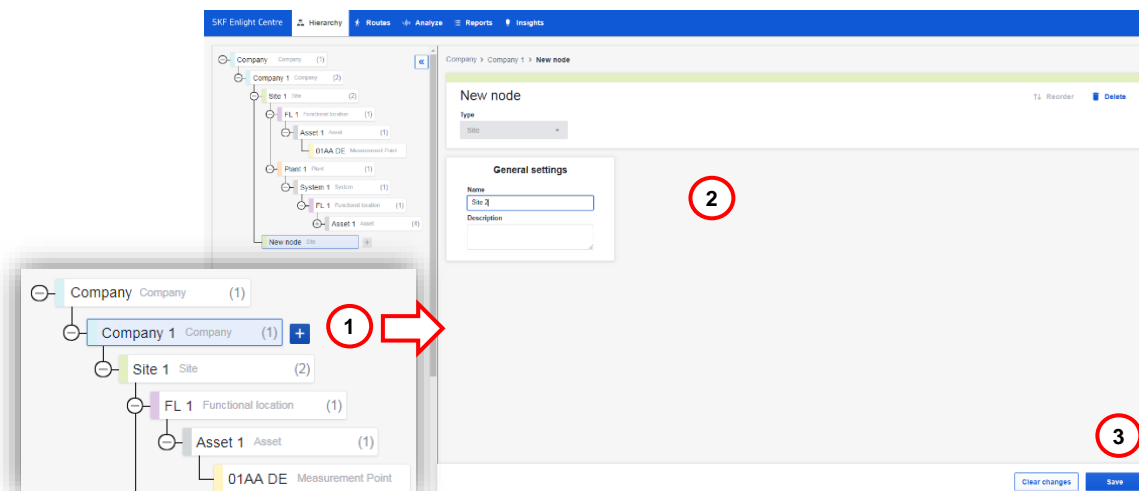 SKF Enlight Centre Hierarchy Routes Analyze Reports Insights
Company Company (1)
Company 1 Company (2)
Site 1 Site (2)
FL 1 Functional location (1)
Asset 1 Asset (1)
01AA DE Measurement Point
Plant 1 Plant (1)
System 1 System (1)
FL 1 Functional location (1)
Asset 1 Asset (4)
New node Site +
«
Company > Company 1 > New node
New node
Reorder Delete
Type
Site
General settings
Name
Site 2
Description
2
Company Company (1)
Company 1 Company (1) +
1
Site 1 Site (2)
FL 1 Functional location (1)
Asset 1 Asset (1)
01AA DE Measurement Point
3
Clear changes Save